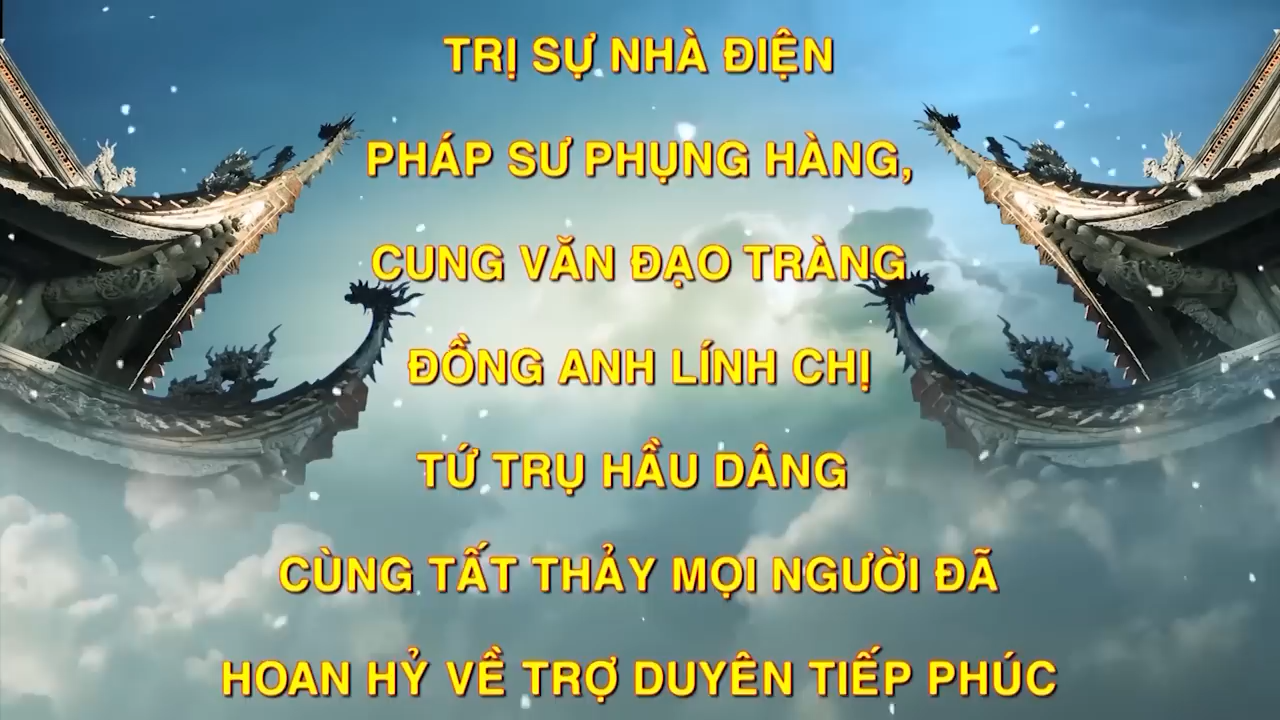 TRỊ SỰ NHÀ ĐIỆN
PHÁP SƯ PHỤNG HÀNG,
CUNG VĂN ĐẠO TRÀNG
ĐỒNG ANH LÍNH CHỊ
TỨ TRỤ HẦU DÂNG
CÙNG TẤT THẢY MỌI NGƯỜI ĐÃ
HOAN HỶ VỀ TRỢ DUYÊN TIẾP PHÚC